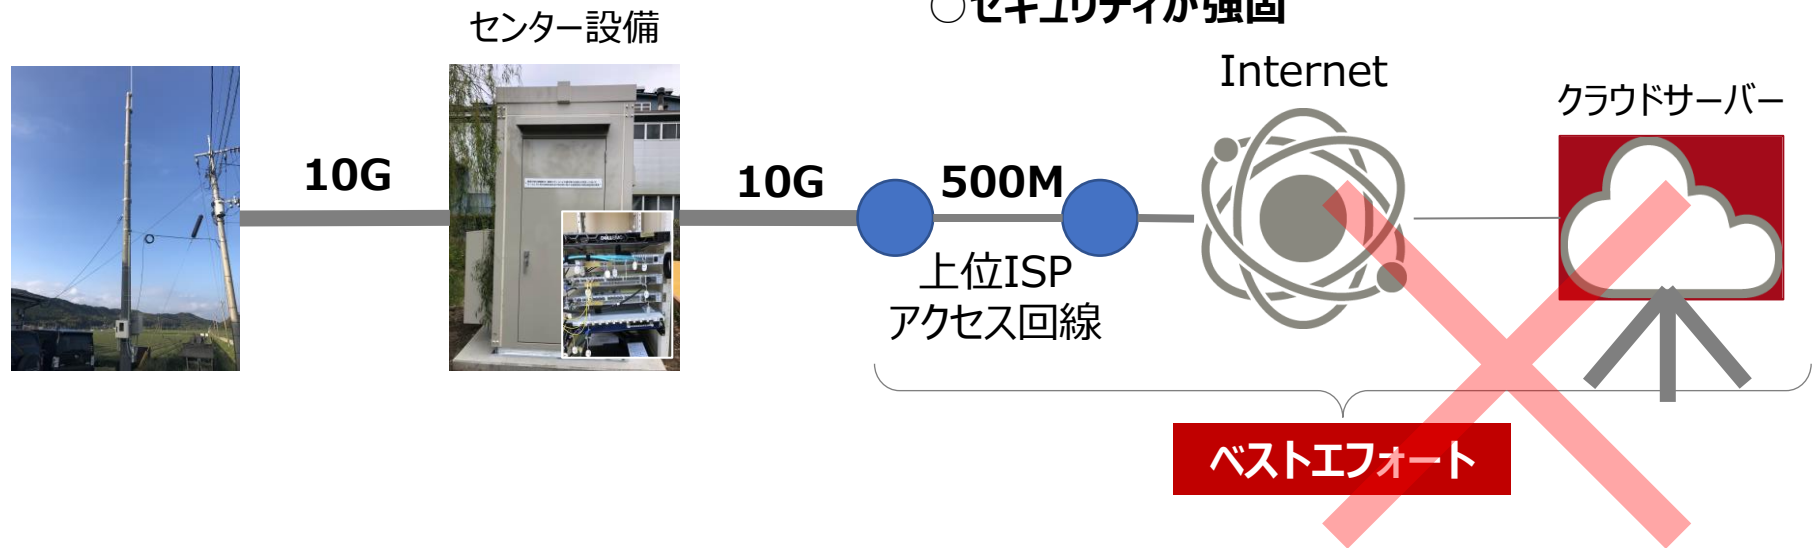 ○セキュリティが強固
センター設備
Internet
クラウドサーバー
10G
10G
500M
上位ISP
アクセス回線
ベストエフォート